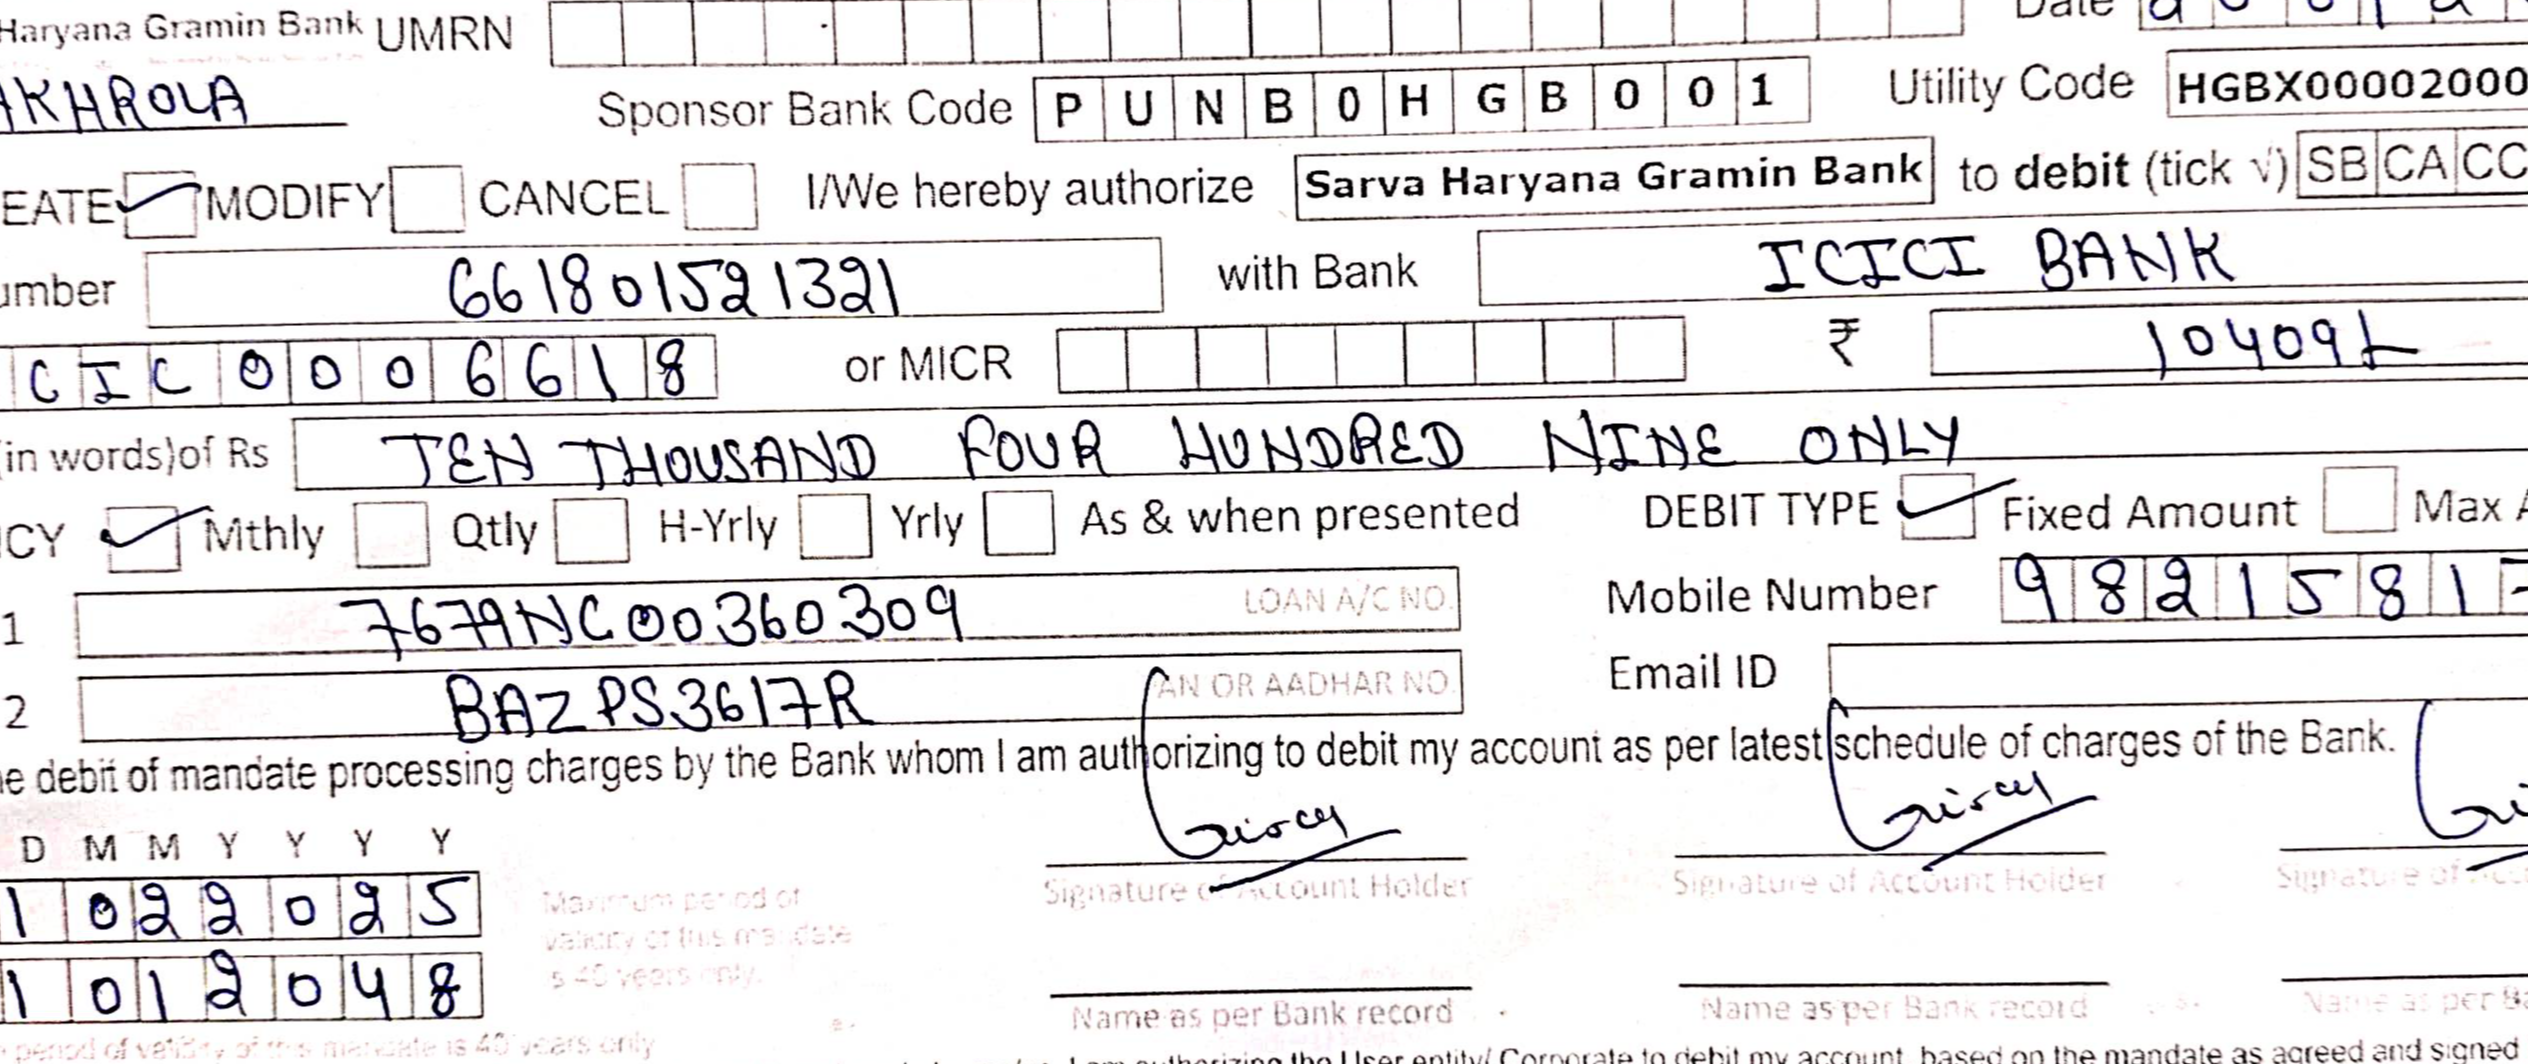 Haryana Gramin Bank UMRN Date
AKHROLA Sponsor Bank Code P U N B 0 H G B 0 0 1 Utility Code HGBX00002000
EATE MODIFY CANCEL I/We hereby authorize Sarva Haryana Gramin Bank to debit (tick √) SB CA CC
umber 661801521321 with Bank ICICI BANK
C I C 0 0 0 6 6 1 8 or MICR ₹ 10409/-
in words)of Rs TEN THOUSAND FOUR HUNDRED NINE ONLY
CY Mthly Qtly H-Yrly Yrly As & when presented DEBIT TYPE Fixed Amount Max A
1 7679NC00360309 LOAN A/C NO. Mobile Number 9 8 2 1 5 8 1 7
2 BAZPS3617R AN OR AADHAR NO. Email ID
e debit of mandate processing charges by the Bank whom I am authorizing to debit my account as per latest schedule of charges of the Bank.
D M M Y Y Y Y
1 0 2 2 0 2 5 Maximum period of Signature of Account Holder Signature of Account Holder Signature of Acc
validity of this mandate
1 0 1 2 0 4 8 is 40 years only.
Name as per Bank record Name as per Bank record Name as per Ba
period of validity of this mandate is 40 years only
I am authorizing the User entity/ Corporate to debit my account, based on the mandate as agreed and signed